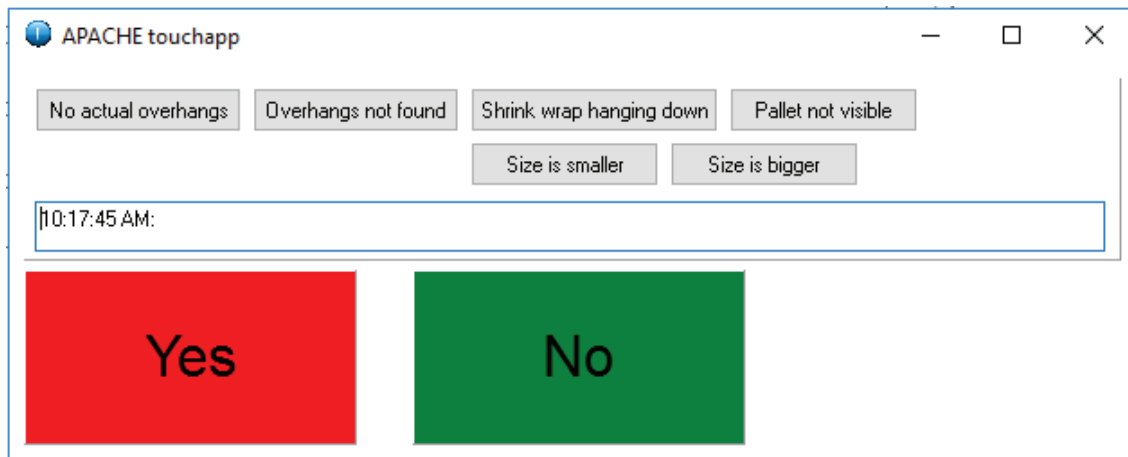 APACHE touchapp
No actual overhangs Overhangs not found Shrink wrap hanging down Pallet not visible
Size is smaller Size is bigger
10:17:45 AM:
Yes No